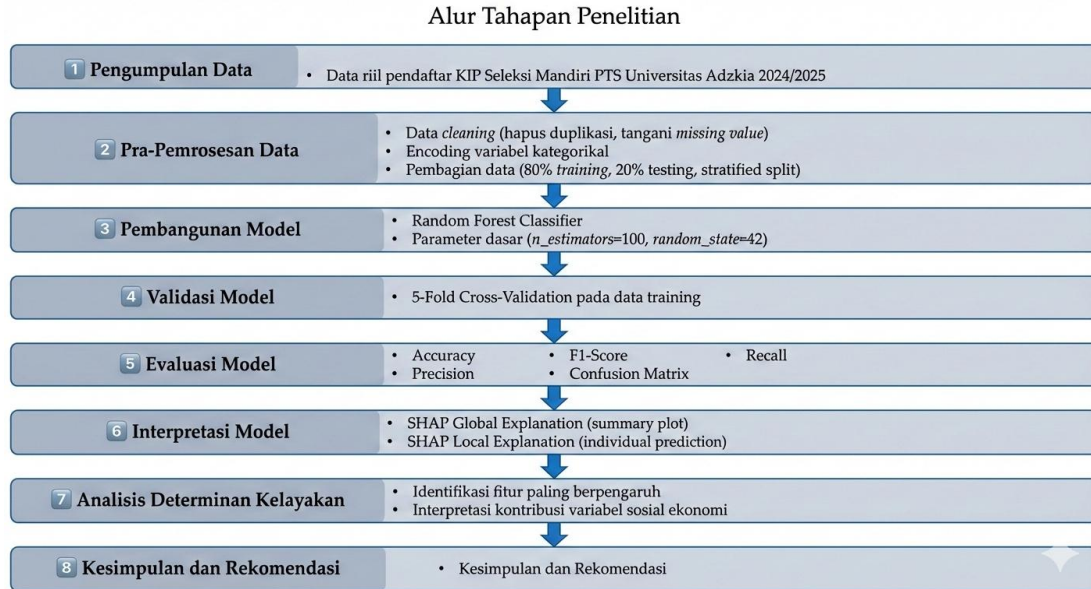 Alur Tahapan Penelitian
1 Pengumpulan Data
• Data riil pendaftar KIP Seleksi Mandiri PTS Universitas Adzkia 2024/2025
2 Pra-Pemrosesan Data
• Data cleaning (hapus duplikasi, tangani missing value)
• Encoding variabel kategorikal
• Pembagian data (80% training, 20% testing, stratified split)
3 Pembangunan Model
• Random Forest Classifier
• Parameter dasar (n_estimators=100, random_state=42)
4 Validasi Model
• 5-Fold Cross-Validation pada data training
5 Evaluasi Model
• Accuracy • F1-Score • Recall
• Precision • Confusion Matrix
6 Interpretasi Model
• SHAP Global Explanation (summary plot)
• SHAP Local Explanation (individual prediction)
7 Analisis Determinan Kelayakan
• Identifikasi fitur paling berpengaruh
• Interpretasi kontribusi variabel sosial ekonomi
8 Kesimpulan dan Rekomendasi
• Kesimpulan dan Rekomendasi